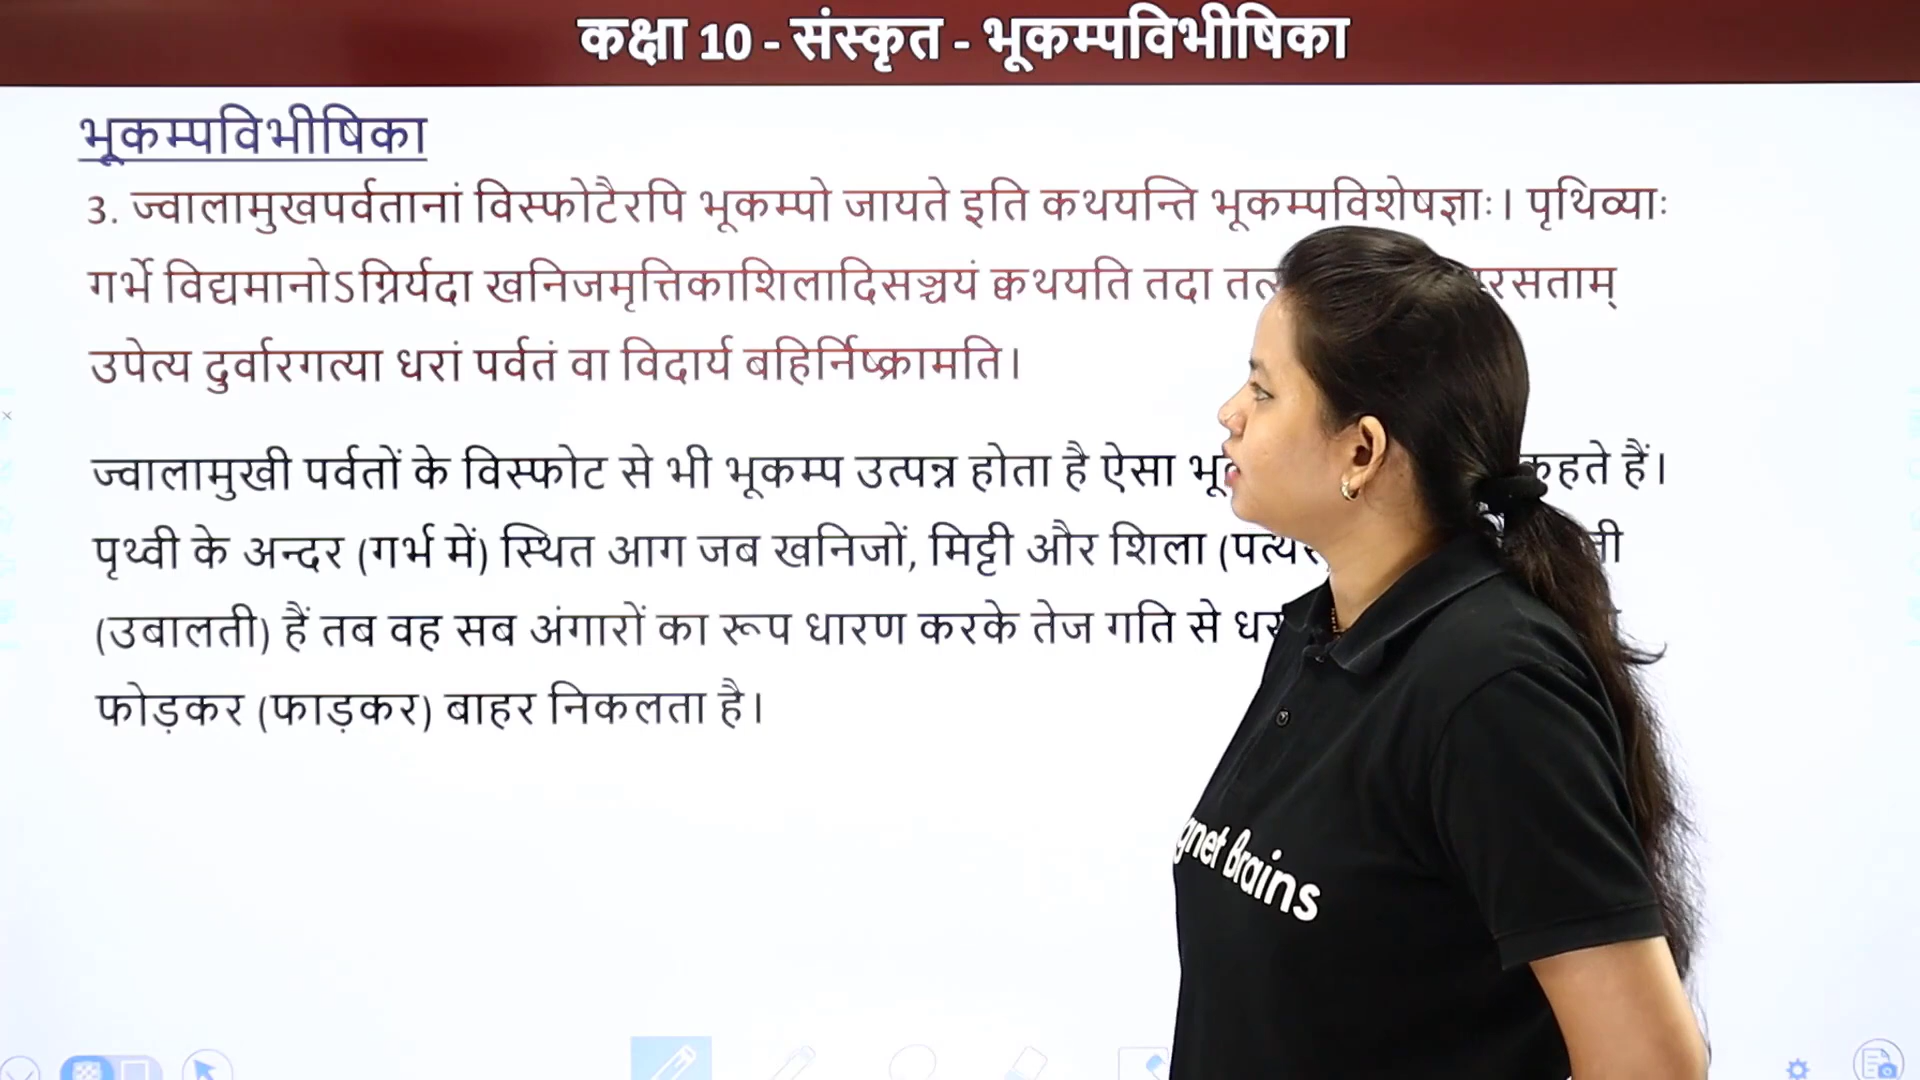 कक्षा 10 - संस्कृत - भूकम्पविभीषिका
भूकम्पविभीषिका
3. ज्वालामुखपर्वतानां विस्फोटैरपि भूकम्पो जायते इति कथयन्ति भूकम्पविशेषज्ञाः। पृथिव्याः
गर्भे विद्यमानोऽग्निर्यदा खनिजमृत्तिकाशिलादिसञ्चयं क्वथयति तदा
उपेत्य दुर्वारगत्या धरां पर्वतं वा विदार्य बहिर्निष्क्रामति।
ज्वालामुखी पर्वतों के विस्फोट से भी भूकम्प उत्पन्न होता है ऐसा कहते हैं।
पृथ्वी के अन्दर (गर्भ में) स्थित आग जब खनिजों, मिट्टी और शिला
(उबालती) हैं तब वह सब अंगारों का रूप धारण करके तेज गति से
फोड़कर (फाड़कर) बाहर निकलता है।
Brains